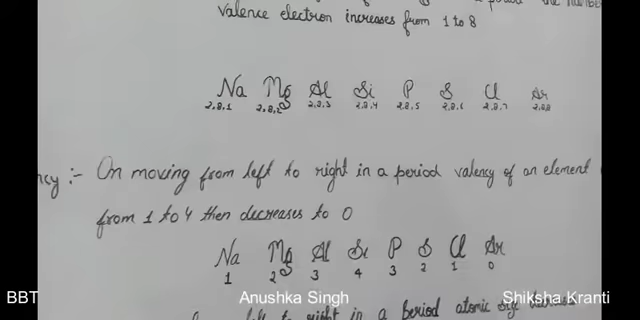 valence electron increases from 1 to 8
Na Mg Al Si P S Cl Ar
2,8,1 2,8,2 2,8,3 2,8,4 2,8,5 2,8,6 2,8,7 2,8,8
ncy :- On moving from left to right in a period valency of an element
from 1 to 4 then decreases to 0
Na Mg Al Si P S Cl Ar
1 2 3 4 3 2 1 0
left to right in a period atomic size
BBT Anushka Singh Shiksha Kranti